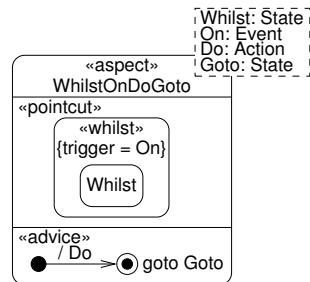 Whilst: State
On: Event
Do: Action
Goto: State
«aspect»
WhilstOnDoGoto
«pointcut»
«whilst»
{trigger = On}
Whilst
«advice»
/ Do
goto Goto